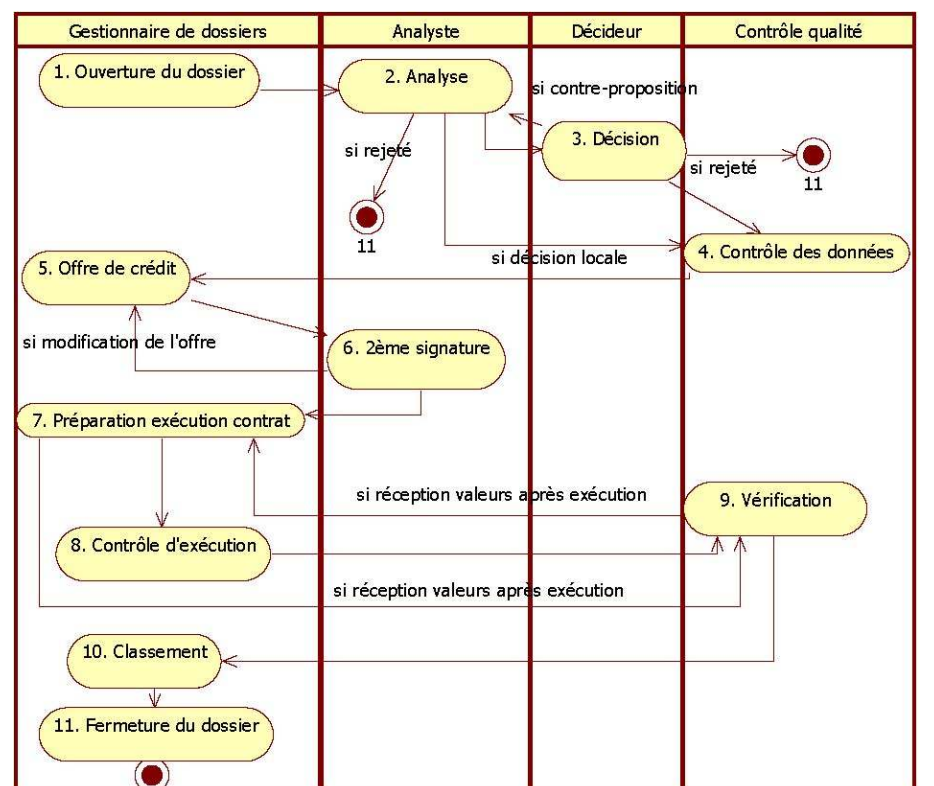 Gestionnaire de dossiers
Analyste
Décideur
Contrôle qualité
1. Ouverture du dossier
2. Analyse
si contre-proposition
3. Décision
si rejeté
si rejeté
11
11
5. Offre de crédit
si décision locale
4. Contrôle des données
si modification de l'offre
6. 2ème signature
7. Préparation exécution contrat
si réception valeurs après exécution
9. Vérification
8. Contrôle d'exécution
si réception valeurs après exécution
10. Classement
11. Fermeture du dossier